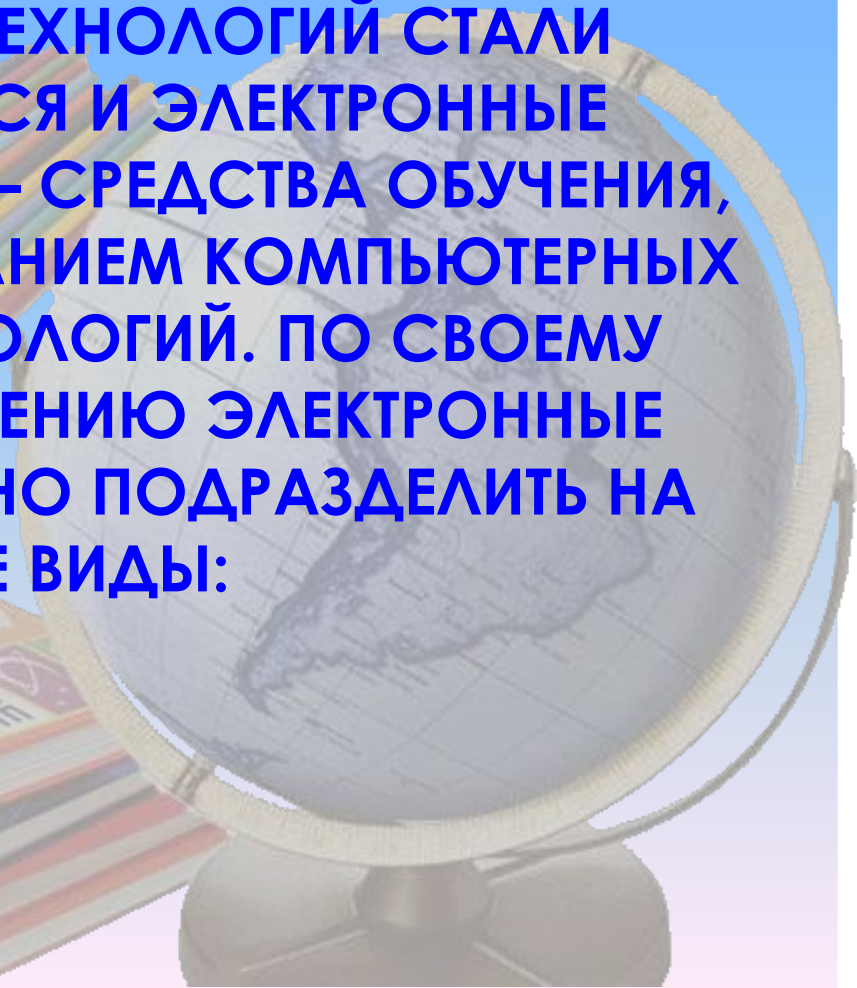 ЕХНОЛОГИЙ СТАЛИ
СЯ И ЭЛЕКТРОННЫЕ
– СРЕДСТВА ОБУЧЕНИЯ,
АНИЕМ КОМПЬЮТЕРНЫХ
ОЛОГИЙ. ПО СВОЕМУ
ЕНИЮ ЭЛЕКТРОННЫЕ
НО ПОДРАЗДЕЛИТЬ НА
Е ВИДЫ: